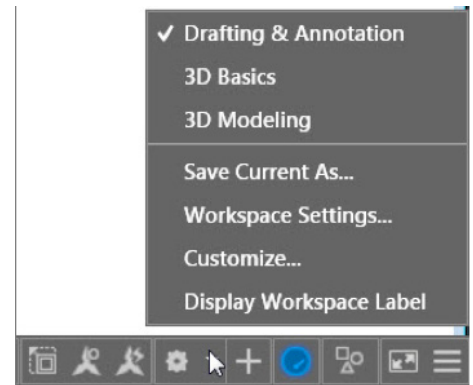 Drafting & Annotation
3D Basics
3D Modeling
Save Current As...
Workspace Settings...
Customize...
Display Workspace Label